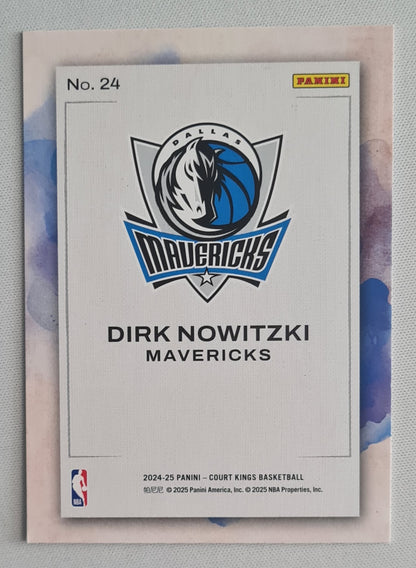 No. 24
PANINI
DALLAS
MAVERICKS
DIRK NOWITZKI
MAVERICKS
NBA
2024-25 PANINI – COURT KINGS BASKETBALL
帕尼尼 © 2025 Panini America, Inc. © 2025 NBA Properties, Inc.